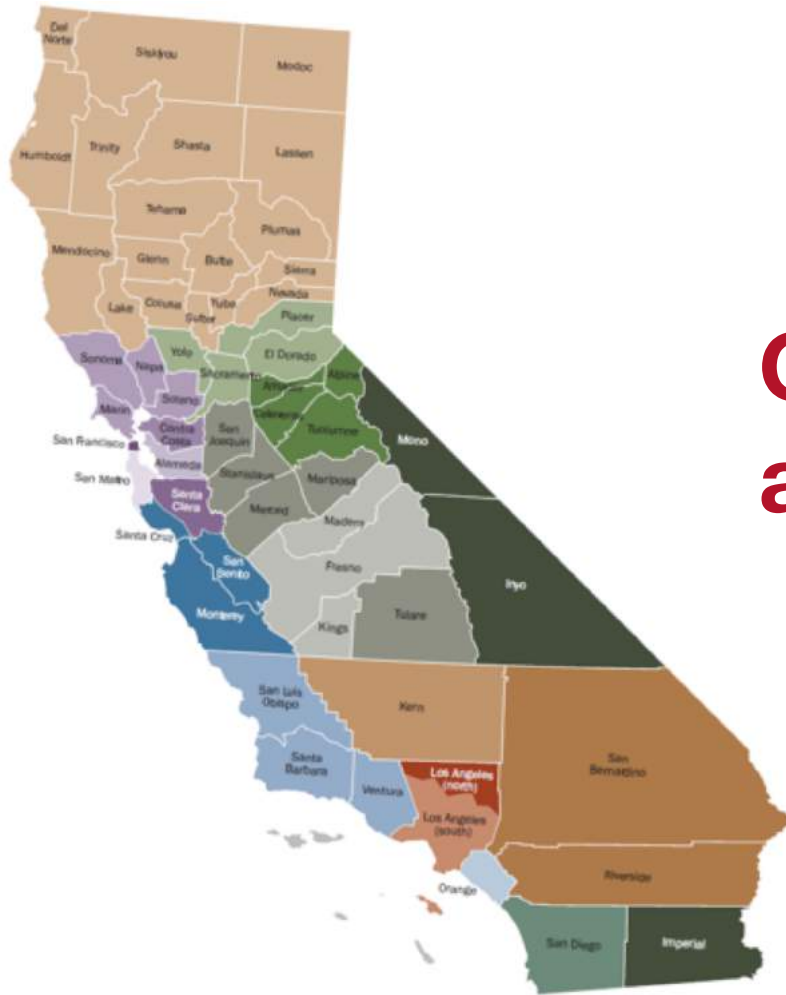 Del
Norte
Siskiyou
Modoc
Humboldt
Trinity
Shasta
Lassen
Tehama
Plumas
Mendocino
Glenn
Butte
Sierra
Lake
Colusa
Sutter
Yuba
Nevada
Placer
Sonoma
Napa
Yolo
Sacramento
El Dorado
Solano
Amador
Alpine
Marin
Contra
Costa
San
Joaquin
Calaveras
Tuolumne
Mono
San Francisco
Alameda
Stanislaus
Mariposa
San Mateo
Santa
Clara
Merced
Madera
Santa Cruz
San
Benito
Fresno
Inyo
Monterey
Kings
Tulare
San Luis
Obispo
Kern
San
Bernardino
Santa
Barbara
Ventura
Los Angeles
(north)
Los Angeles
(south)
Orange
Riverside
San Diego
Imperial